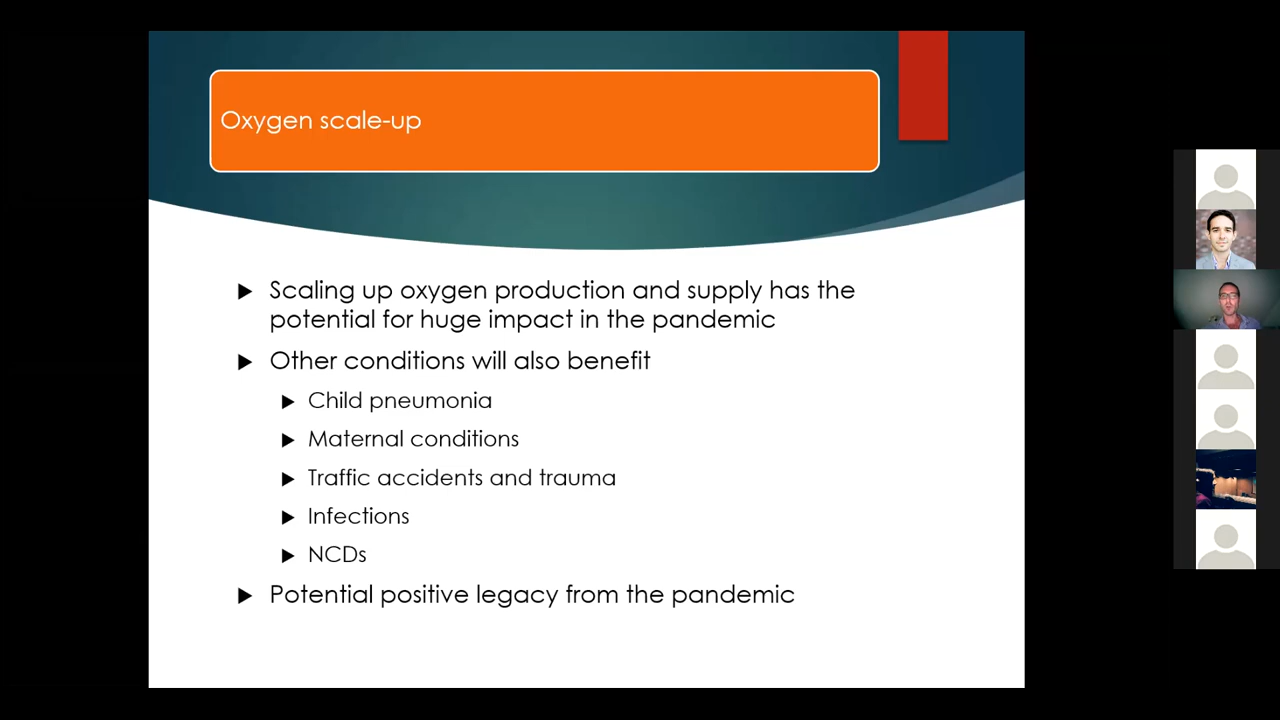 Oxygen scale-up
Scaling up oxygen production and supply has the
potential for huge impact in the pandemic
Other conditions will also benefit
Child pneumonia
Maternal conditions
Traffic accidents and trauma
Infections
NCDs
Potential positive legacy from the pandemic